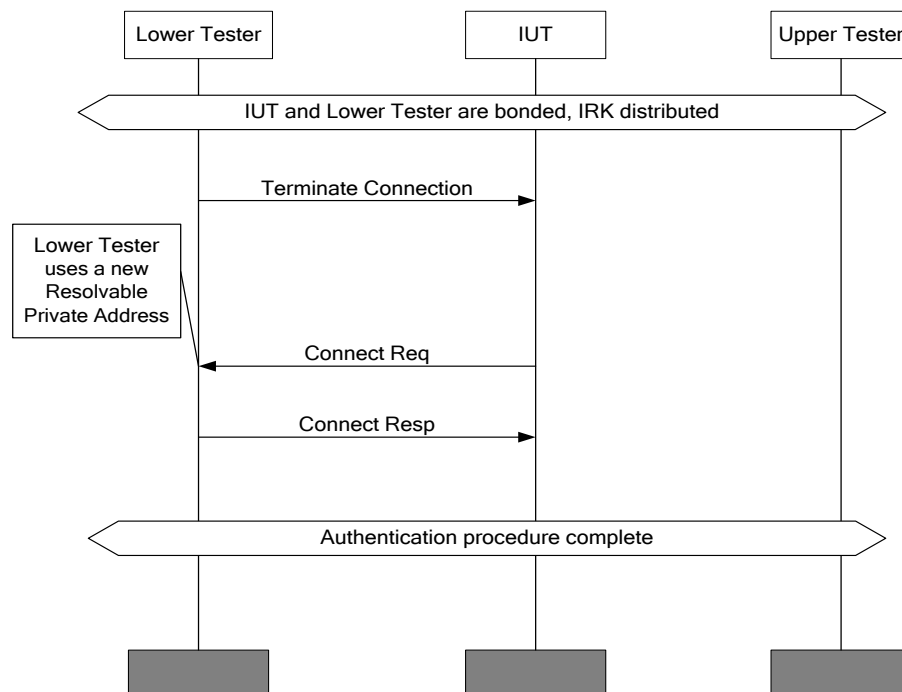 Lower Tester
IUT
Upper Tester
IUT and Lower Tester are bonded, IRK distributed
Terminate Connection
Lower Tester
uses a new
Resolvable
Private Address
Connect Req
Connect Resp
Authentication procedure complete